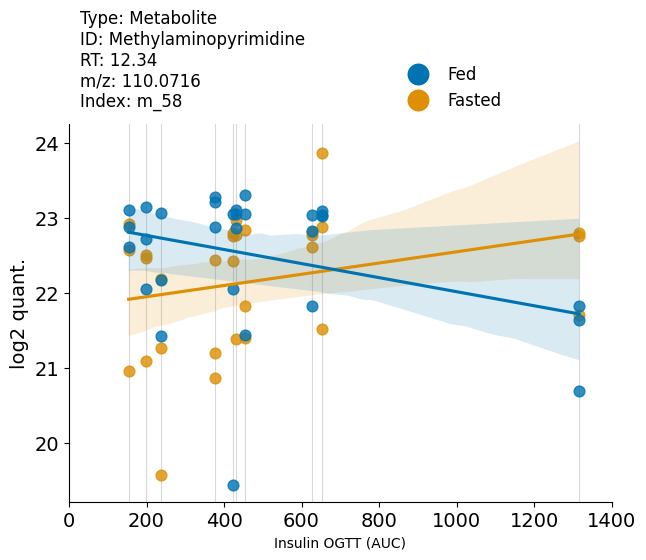 Type: Metabolite
ID: Methylaminopyrimidine
RT: 12.34
m/z: 110.0716
Index: m_58
Fed
Fasted
24
23
22
21
20
log2 quant.
0 200 400 600 800 1000 1200 1400
Insulin OGTT (AUC)